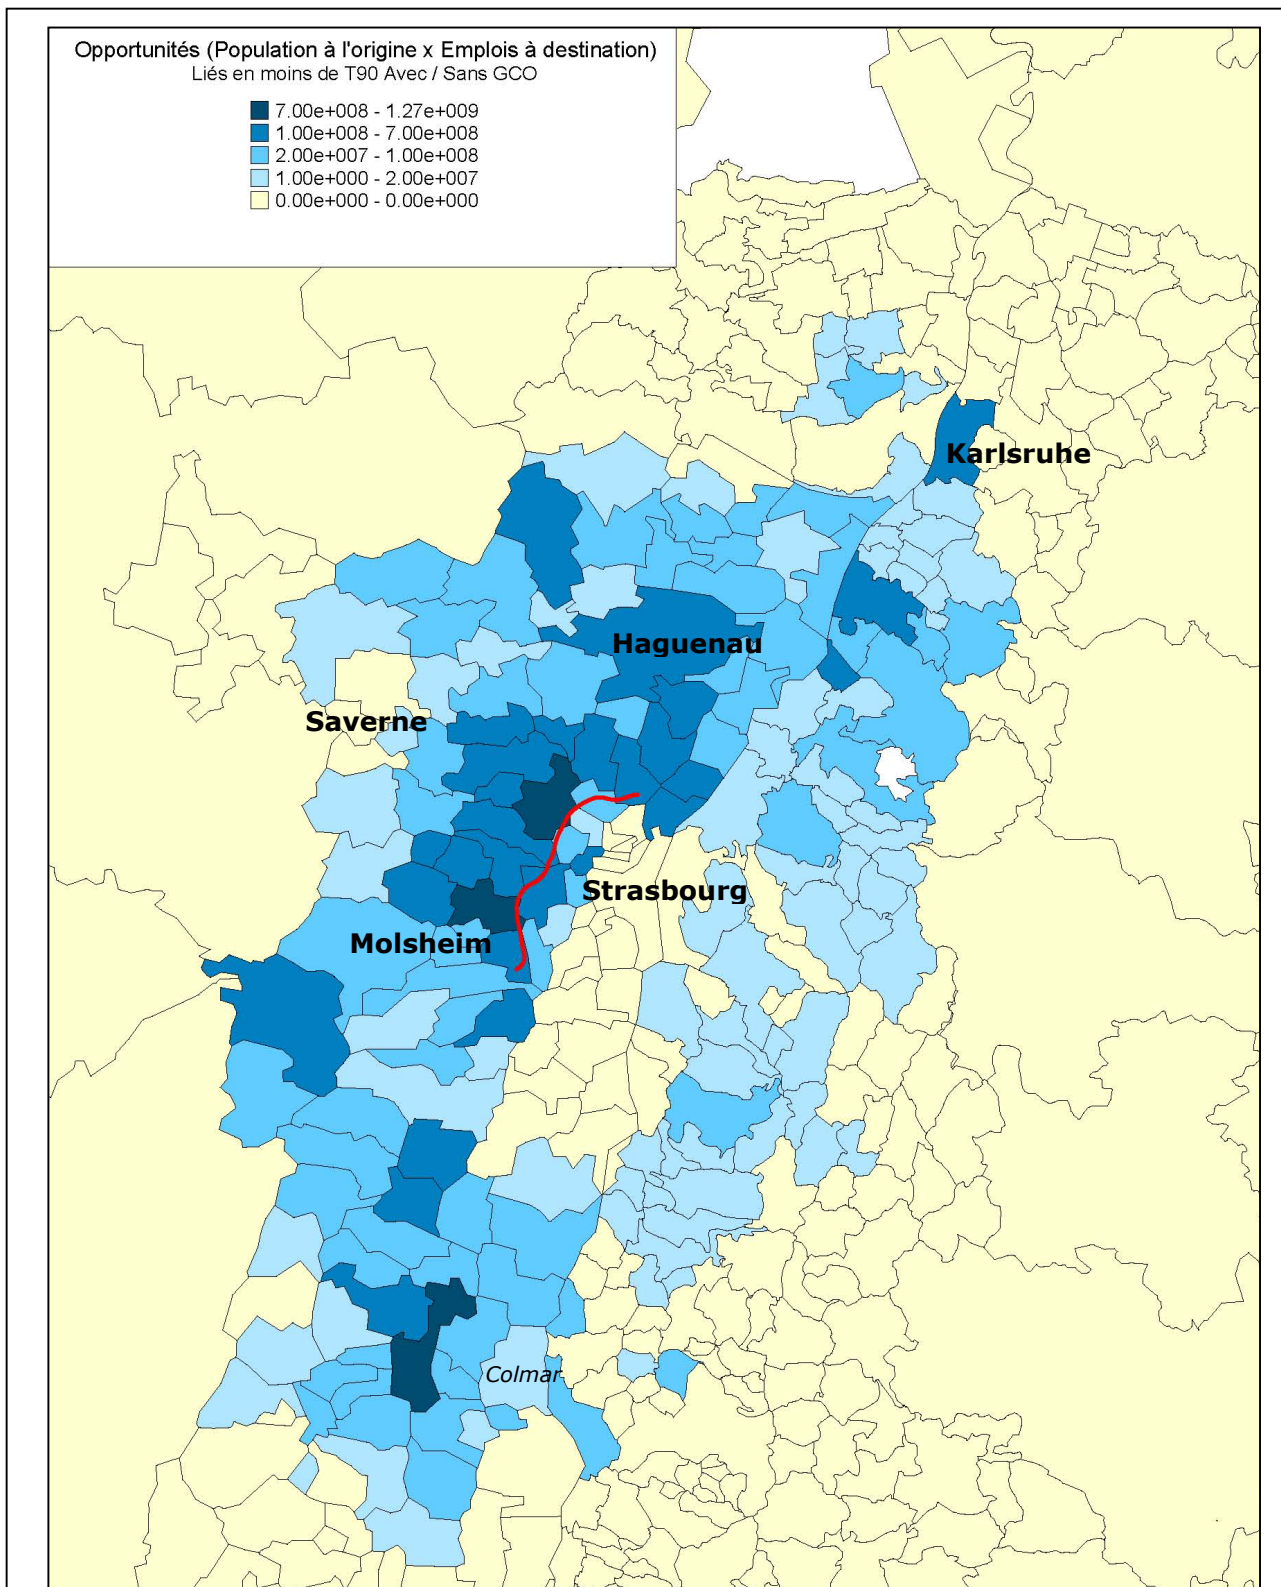 Opportunités (Population à l'origine x Emplois à destination)
Liés en moins de T90 Avec / Sans GCO
7.00e+008 - 1.27e+009
1.00e+008 - 7.00e+008
2.00e+007 - 1.00e+008
1.00e+000 - 2.00e+007
0.00e+000 - 0.00e+000
Karlsruhe
Haguenau
Saverne
Strasbourg
Molsheim
Colmar